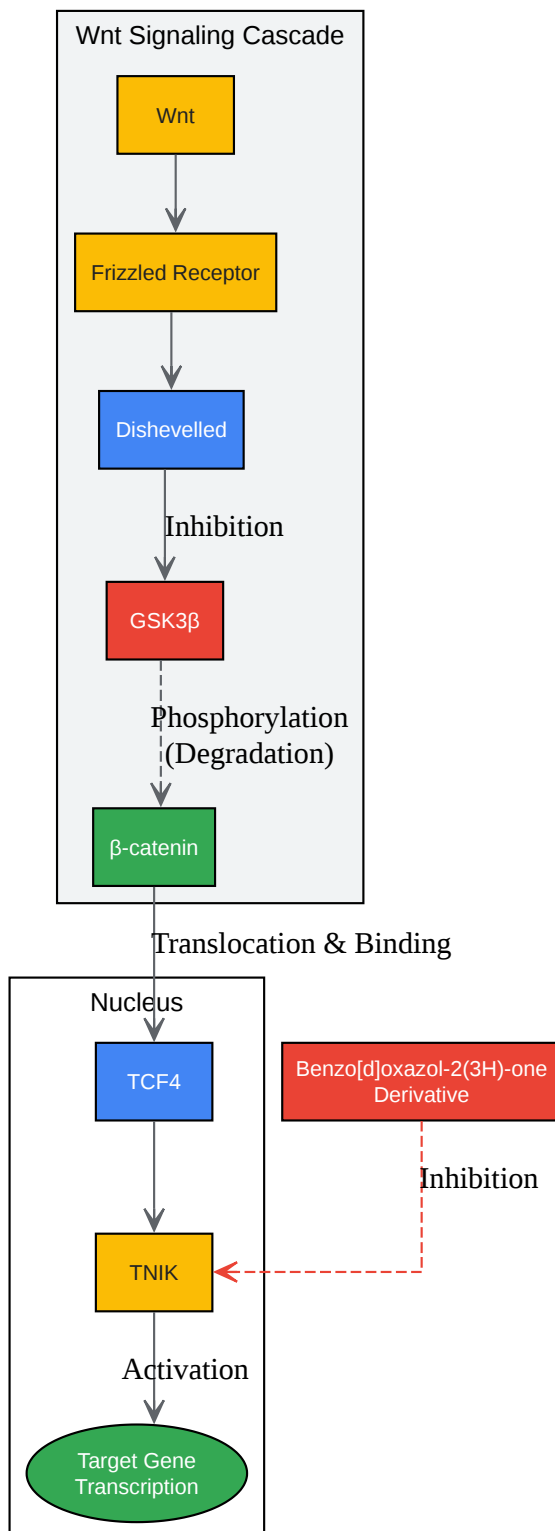 Wnt Signaling Cascade
Wnt
Frizzled Receptor
Dishevelled
Inhibition
GSK3β
Phosphorylation
(Degradation)
β-catenin
Translocation & Binding
Nucleus
TCF4
Benzo[d]oxazol-2(3H)-one
Derivative
Inhibition
TNIK
Activation
Target Gene
Transcription